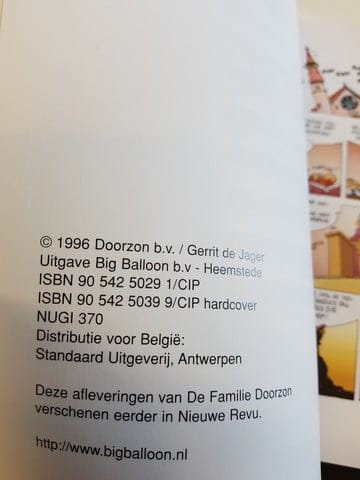 © 1996 Doorzon b.v. / Gerrit de Jager
Uitgave Big Balloon b.v - Heemstede
ISBN 90 542 5029 1/CIP
ISBN 90 542 5039 9/CIP hardcover
NUGI 370
Distributie voor België:
Standaard Uitgeverij, Antwerpen
Deze afleveringen van De Familie Doorzon
verschenen eerder in Nieuwe Revu.
http://www.bigballoon.nl